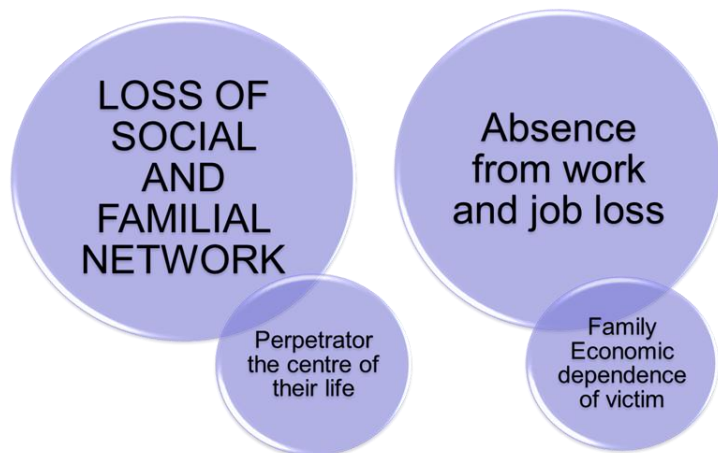 LOSS OF
SOCIAL
AND
FAMILIAL
NETWORK
Perpetrator
the centre of
their life
Absence
from work
and job loss
Family
Economic
dependence
of victim